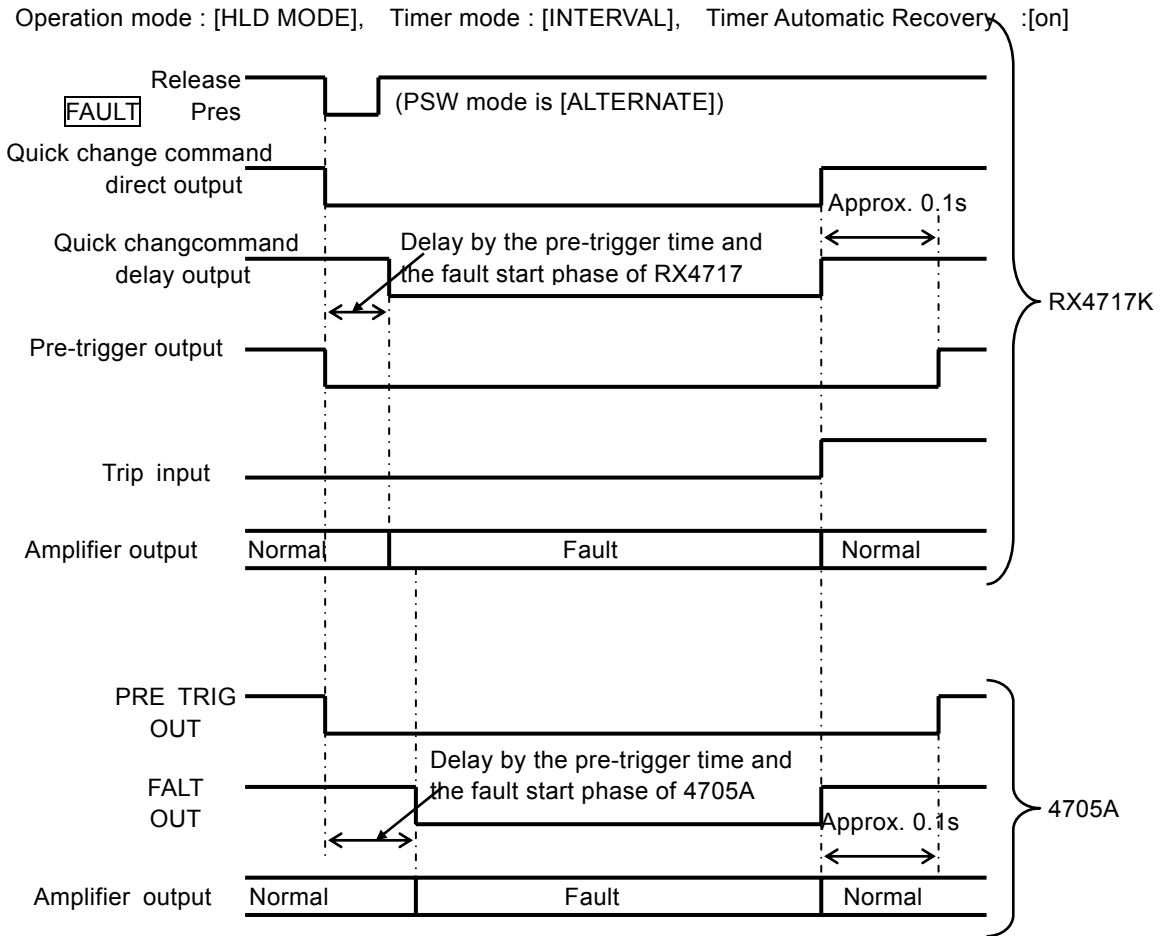 Operation mode : [HLD MODE], Timer mode : [INTERVAL], Timer Automatic Recovery :[on]
Release
FAULT Pres
(PSW mode is [ALTERNATE])
Quick change command
direct output
Approx. 0.1s
Quick changcommand
delay output
Delay by the pre-trigger time and
the fault start phase of RX4717
RX4717K
Pre-trigger output
Trip input
Amplifier output Normal Fault Normal
PRE TRIG
OUT
Delay by the pre-trigger time and
the fault start phase of 4705A
FALT
OUT
Approx. 0.1s
4705A
Amplifier output Normal Fault Normal